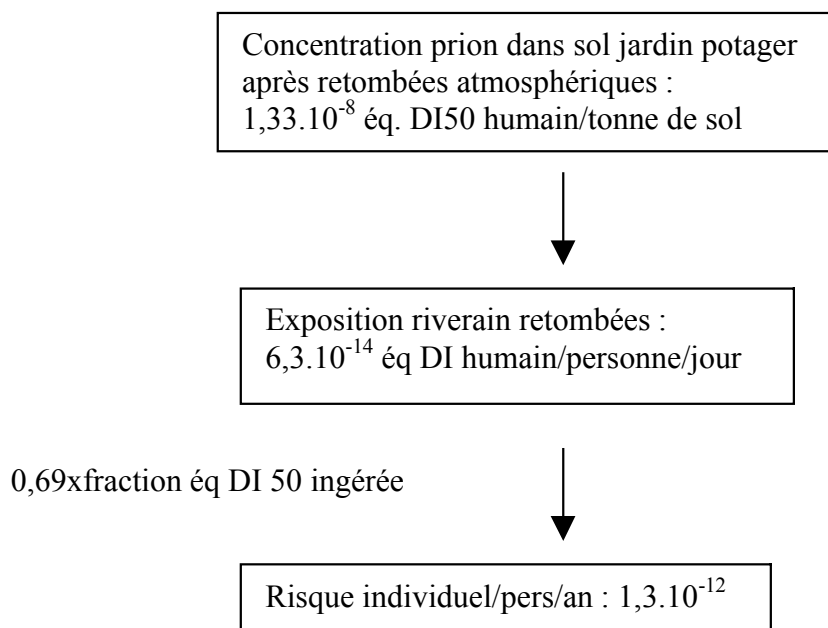 Concentration prion dans sol jardin potager
après retombées atmosphériques :
1,33.10⁻⁸ éq. DI50 humain/tonne de sol
Exposition riverain retombées :
6,3.10⁻¹⁴ éq DI humain/personne/jour
0,69xfraction éq DI 50 ingérée
Risque individuel/pers/an : 1,3.10⁻¹²